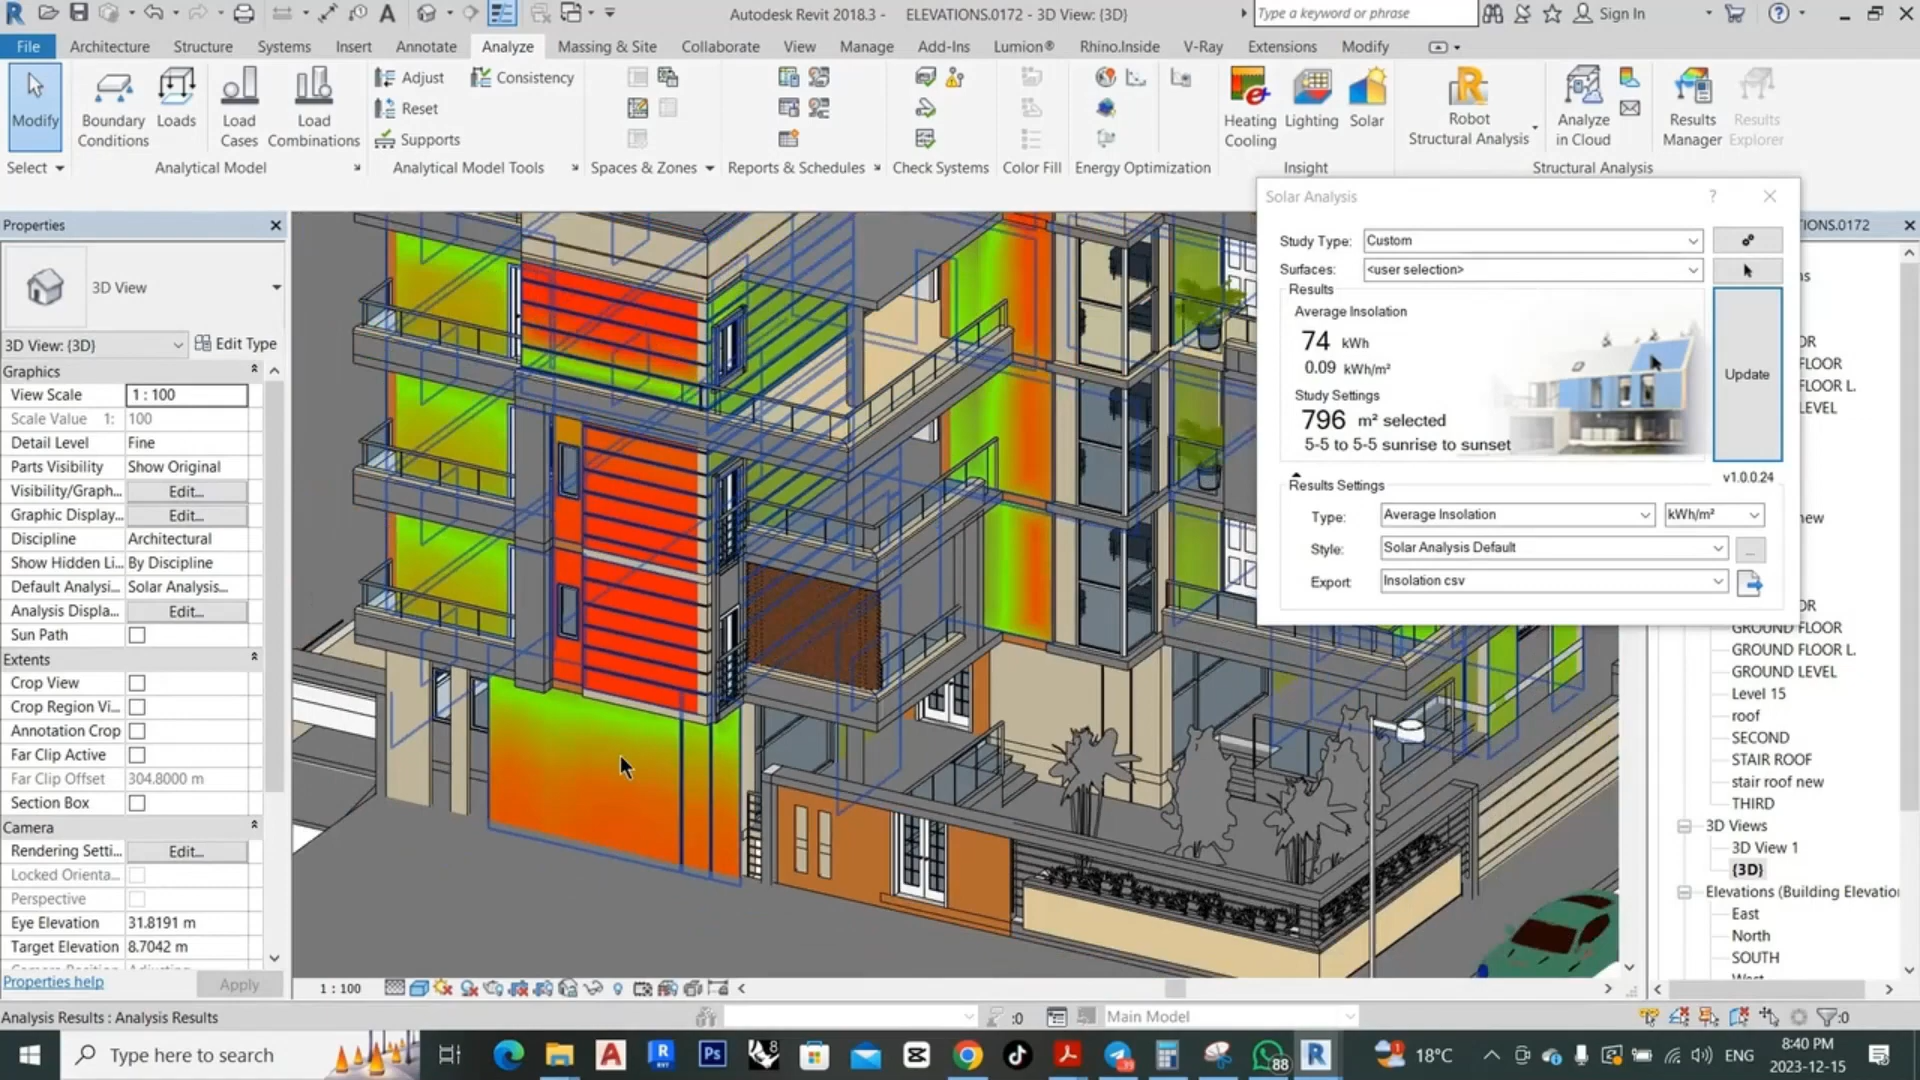 Autodesk Revit 2018.3 - ELEVATIONS.0172 - 3D View: {3D}
Type a keyword or phrase
Sign In
File Architecture Structure Systems Insert Annotate Analyze Massing & Site Collaborate View Manage Add-Ins Lumion® Rhino.Inside V-Ray Extensions Modify
Modify
Boundary Conditions
Loads
Load Cases
Load Combinations
Adjust
Reset
Supports
Consistency
Heating Cooling
Lighting
Solar
Robot Structural Analysis
Analyze in Cloud
Results Manager
Results Explorer
Select
Analytical Model
Analytical Model Tools
Spaces & Zones
Reports & Schedules
Check Systems
Color Fill
Energy Optimization
Insight
Structural Analysis
Properties
3D View
3D View: {3D}
Edit Type
Graphics
View Scale 1 : 100
Scale Value 1: 100
Detail Level Fine
Parts Visibility Show Original
Visibility/Graph... Edit...
Graphic Display... Edit...
Discipline Architectural
Show Hidden Li... By Discipline
Default Analysi... Solar Analysis...
Analysis Displa... Edit...
Sun Path
Extents
Crop View
Crop Region Vi...
Annotation Crop
Far Clip Active
Far Clip Offset 304.8000 m
Section Box
Camera
Rendering Setti... Edit...
Locked Orienta...
Perspective
Eye Elevation 31.8191 m
Target Elevation 8.7042 m
Properties help
Apply
Solar Analysis
?
Study Type: Custom
Surfaces: <user selection>
Results
Average Insolation
74 kWh
0.09 kWh/m²
Study Settings
796 m² selected
5-5 to 5-5 sunrise to sunset
Update
v1.0.0.24
Results Settings
Type: Average Insolation kWh/m²
Style: Solar Analysis Default
...
Export: Insolation csv
IONS.0172
ns
OR
FLOOR
FLOOR L.
LEVEL
new
OR
GROUND FLOOR
GROUND FLOOR L.
GROUND LEVEL
Level 15
roof
SECOND
STAIR ROOF
stair roof new
THIRD
3D Views
3D View 1
{3D}
Elevations (Building Elevation
East
North
SOUTH
1 : 100
Analysis Results : Analysis Results
:0
Main Model
:0
Type here to search
Ps
88
18°C
ENG
8:40 PM
2023-12-15